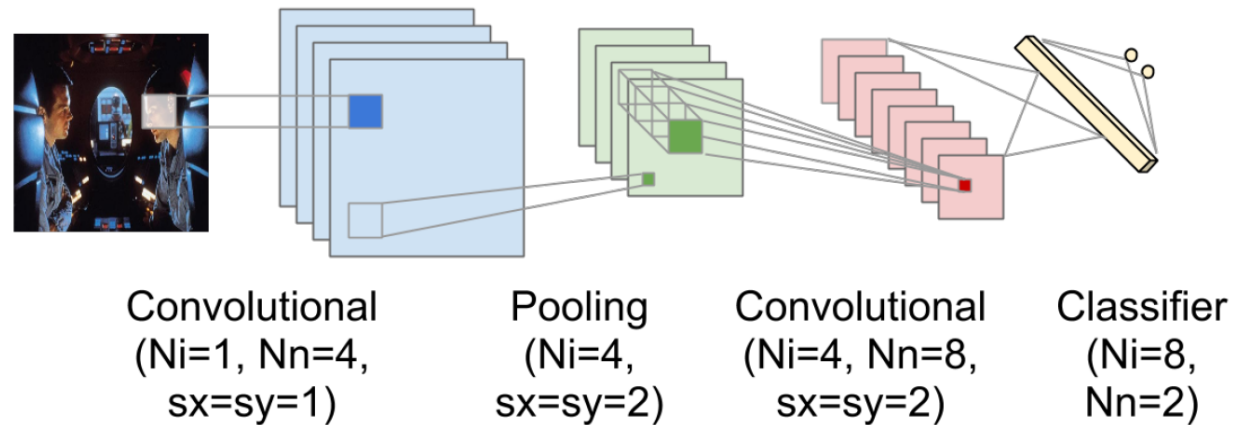 Convolutional
(Ni=1, Nn=4,
sx=sy=1)
Pooling
(Ni=4,
sx=sy=2)
Convolutional
(Ni=4, Nn=8,
sx=sy=2)
Classifier
(Ni=8,
Nn=2)